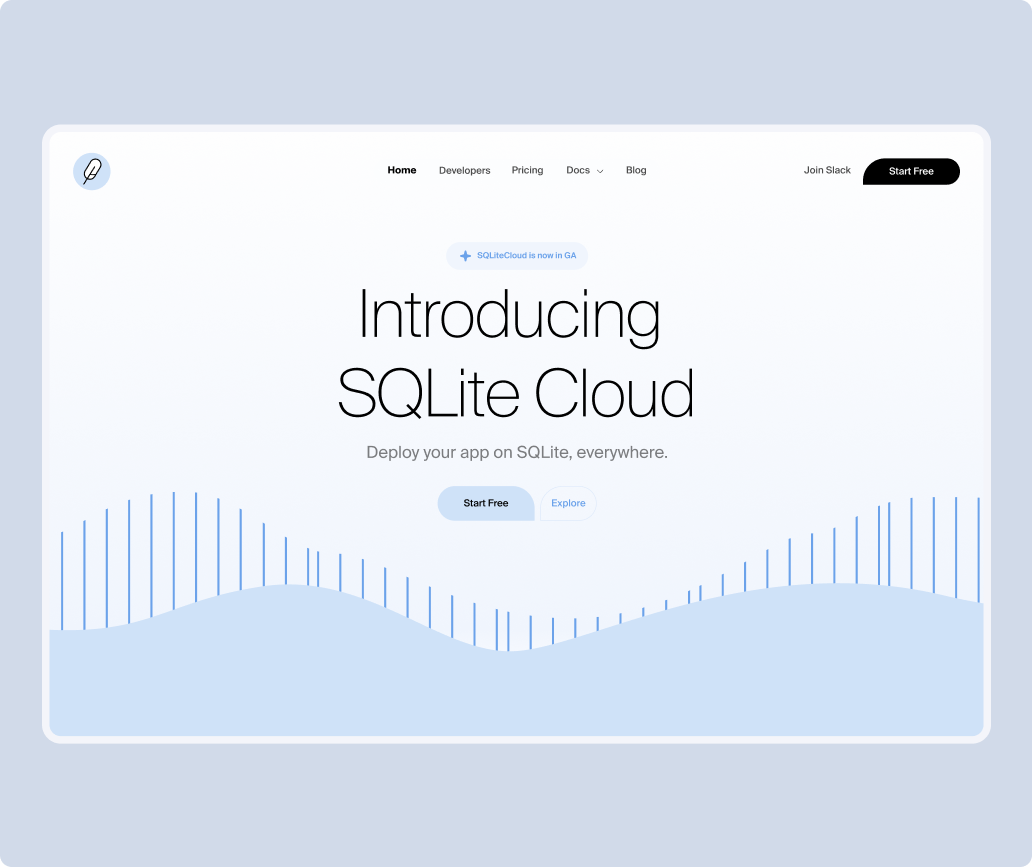 Home Developers Pricing Docs Blog Join Slack Start Free
SQLiteCloud is now in GA
Introducing
SQLite Cloud
Deploy your app on SQLite, everywhere.
Start Free Explore